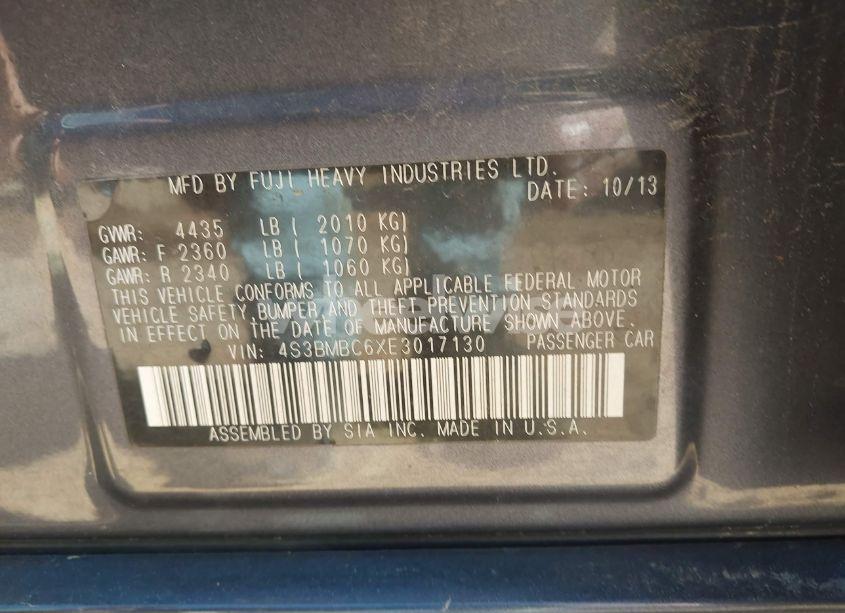 MFD BY FUJI HEAVY INDUSTRIES LTD.
DATE: 10/13
GVWR: 4435 LB ( 2010 KG)
GAWR: F 2360 LB ( 1070 KG)
GAWR: R 2340 LB ( 1060 KG)
THIS VEHICLE CONFORMS TO ALL APPLICABLE FEDERAL MOTOR
VEHICLE SAFETY, BUMPER, AND THEFT PREVENTION STANDARDS
IN EFFECT ON THE DATE OF MANUFACTURE SHOWN ABOVE.
VIN: 4S3BMBC6XE3017130 PASSENGER CAR
ASSEMBLED BY SIA INC. MADE IN U.S.A.